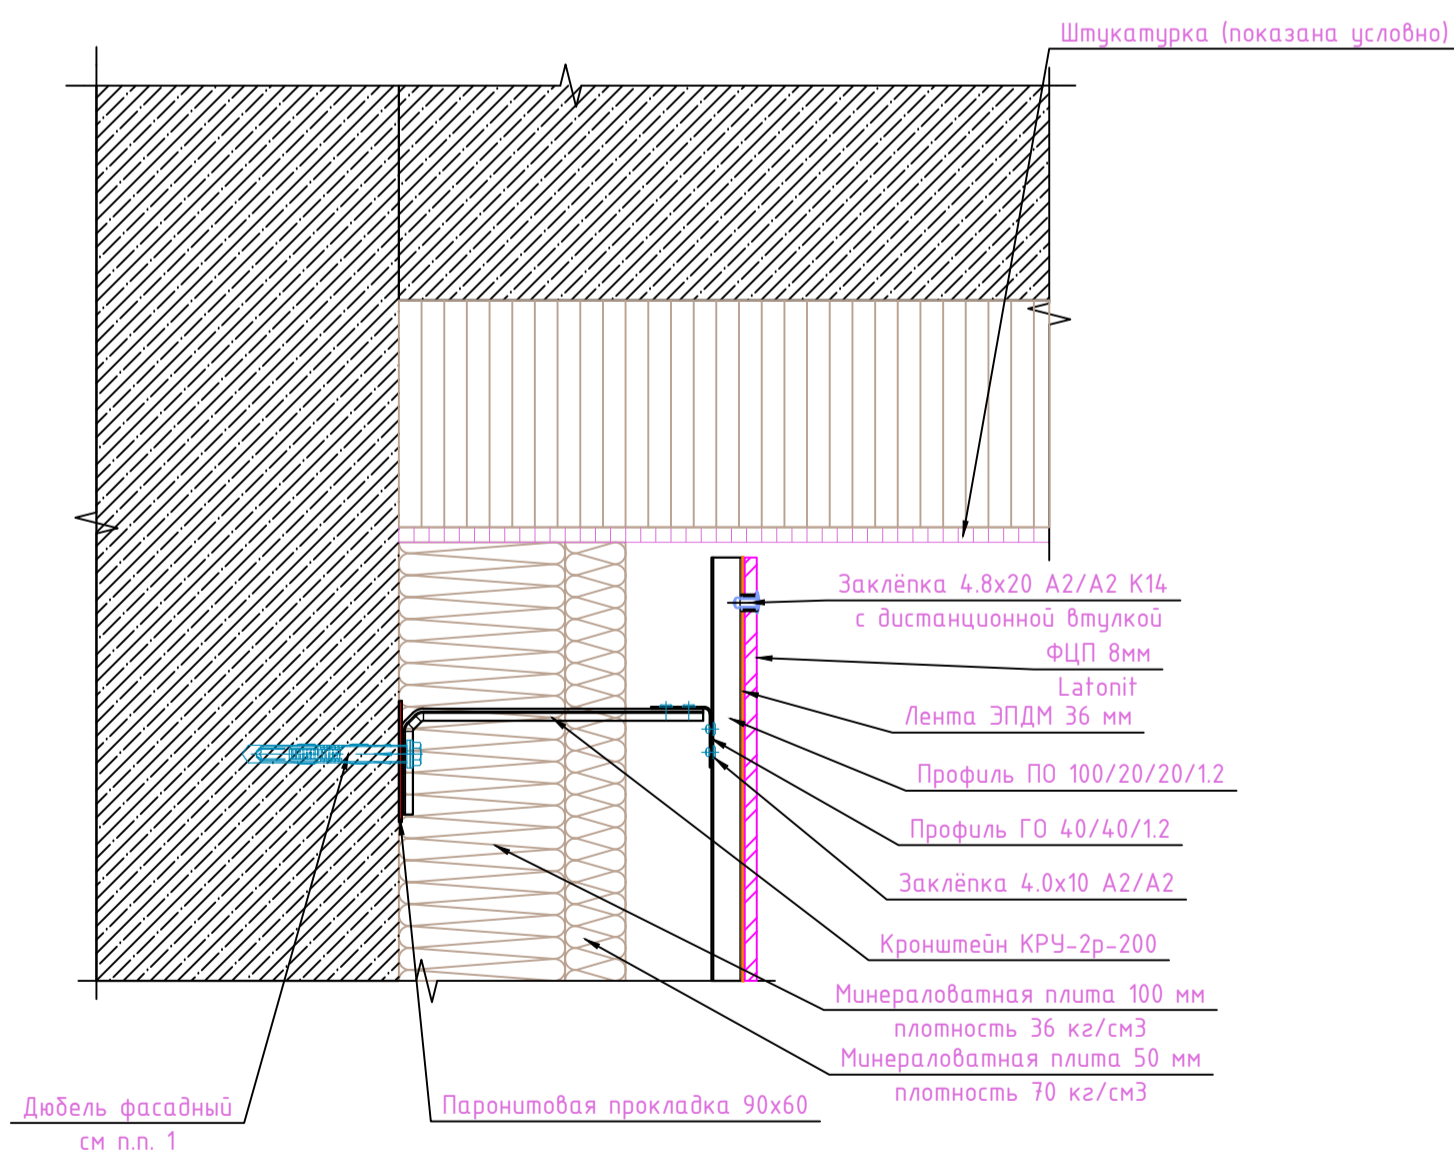 Штукатурка (показана условно)
Заклёпка 4.8х20 А2/А2 К14
с дистанционной втулкой
ФЦП 8мм
Latonit
Лента ЭПДМ 36 мм
Профиль ПО 100/20/20/1.2
Профиль ГО 40/40/1.2
Заклёпка 4.0х10 А2/А2
Кронштейн КРУ-2р-200
Минераловатная плита 100 мм
плотность 36 кг/см3
Минераловатная плита 50 мм
плотность 70 кг/см3
Паронитовая прокладка 90х60
Дюбель фасадный
см п.п. 1